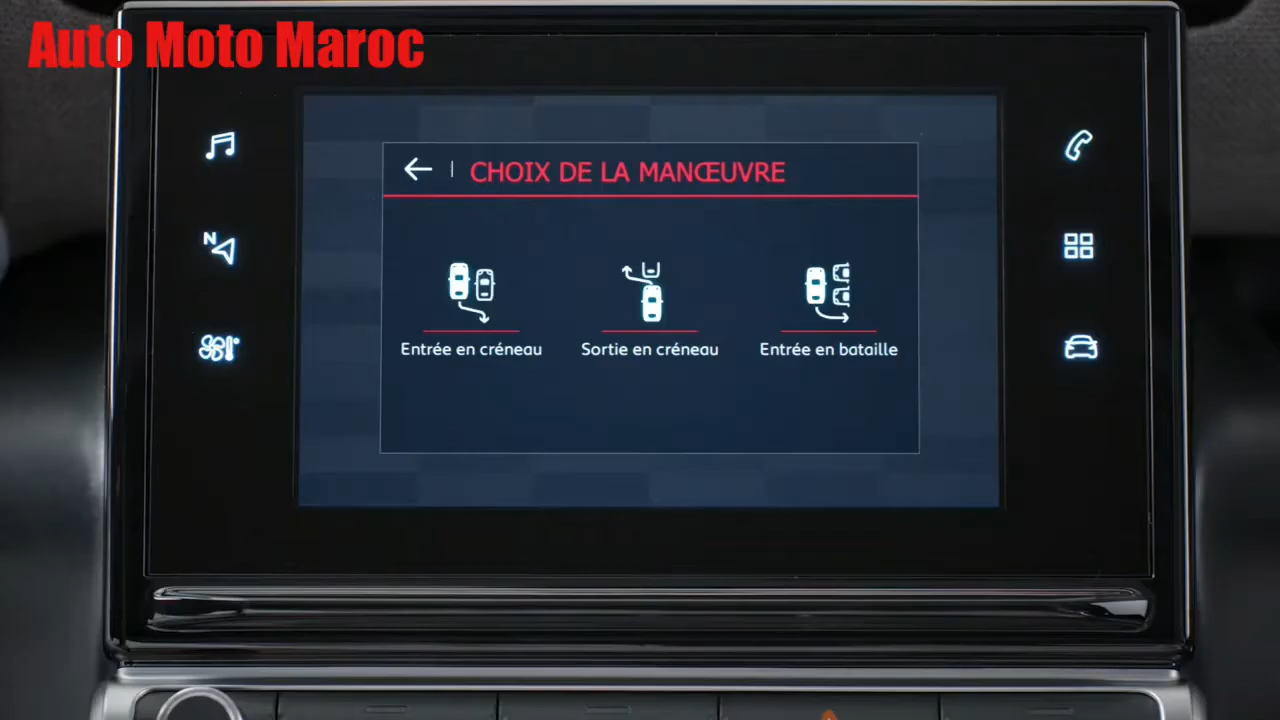 Auto Moto Maroc
CHOIX DE LA MANŒUVRE
N
Entrée en créneau
Sortie en créneau
Entrée en bataille